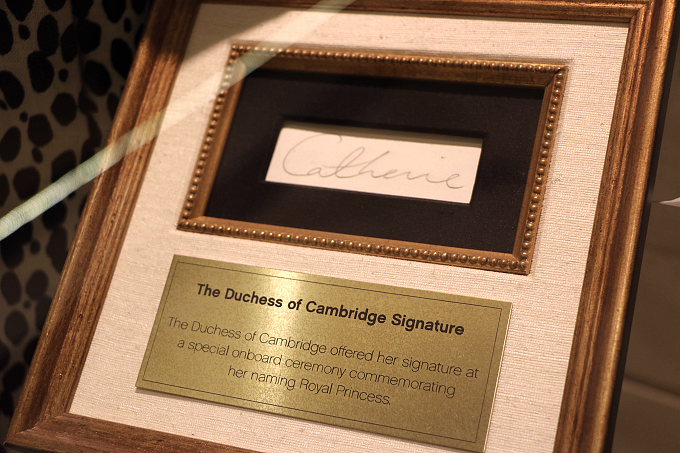 Catherine
The Duchess of Cambridge Signature
The Duchess of Cambridge offered her signature at
a special onboard ceremony commemorating
her naming Royal Princess.